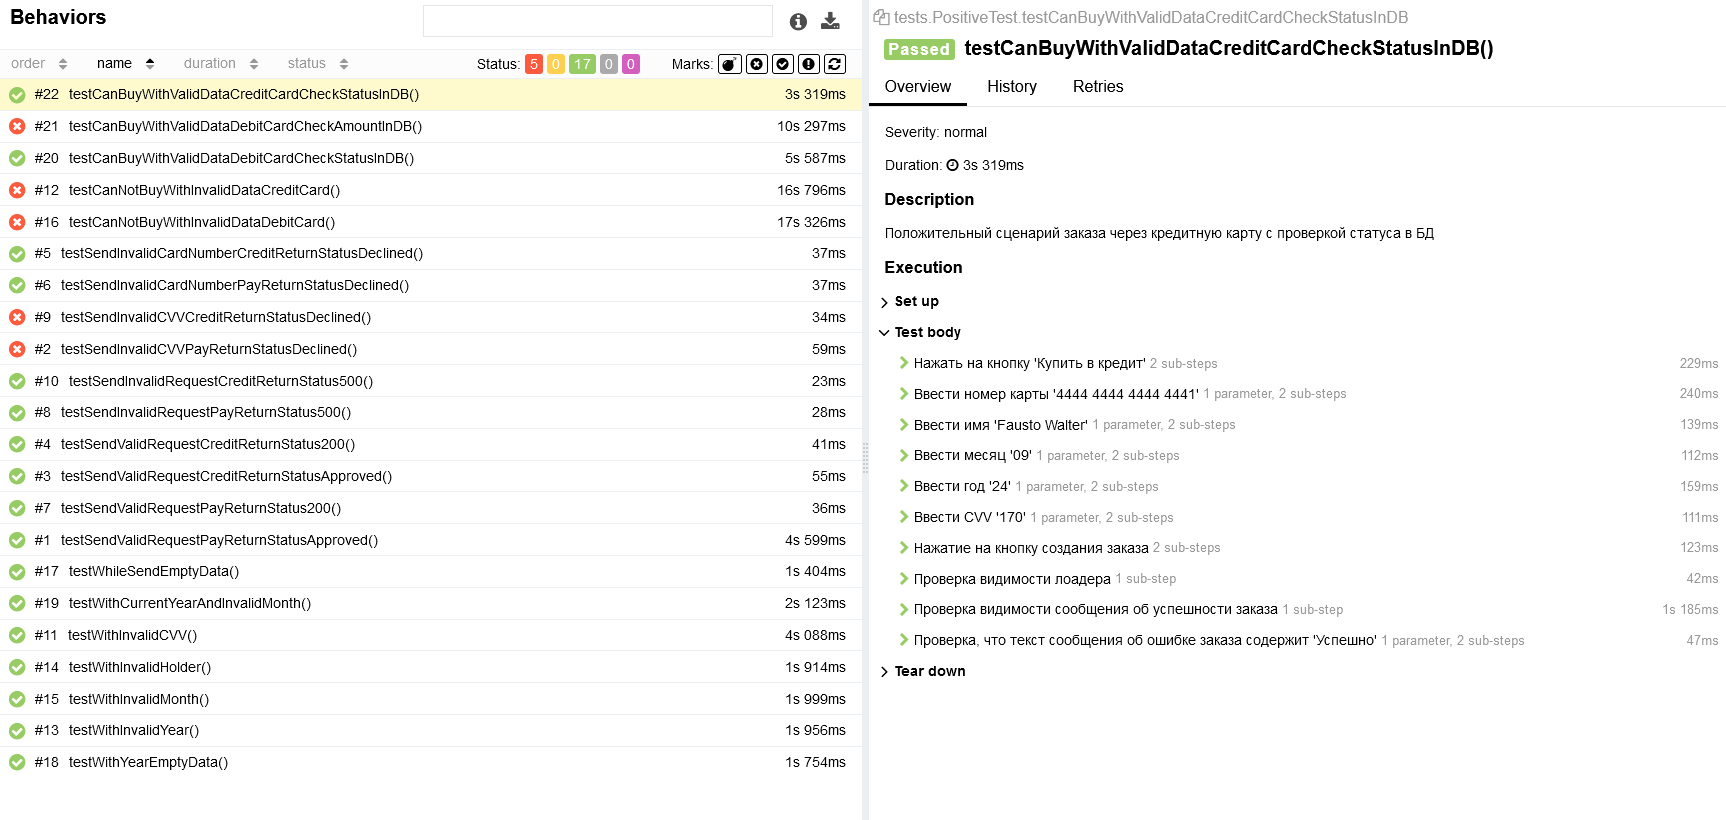 Behaviors
order name duration status Status: 5 0 17 0 0 Marks:
#22 testCanBuyWithValidDataCreditCardCheckStatusInDB() 3s 319ms
#21 testCanBuyWithValidDataDebitCardCheckAmountInDB() 10s 297ms
#20 testCanBuyWithValidDataDebitCardCheckStatusInDB() 5s 587ms
#12 testCanNotBuyWithInvalidDataCreditCard() 16s 796ms
#16 testCanNotBuyWithInvalidDataDebitCard() 17s 326ms
#5 testSendInvalidCardNumberCreditReturnStatusDeclined() 37ms
#6 testSendInvalidCardNumberPayReturnStatusDeclined() 37ms
#9 testSendInvalidCVVCreditReturnStatusDeclined() 34ms
#2 testSendInvalidCVVPayReturnStatusDeclined() 59ms
#10 testSendInvalidRequestCreditReturnStatus500() 23ms
#8 testSendInvalidRequestPayReturnStatus500() 28ms
#4 testSendValidRequestCreditReturnStatus200() 41ms
#3 testSendValidRequestCreditReturnStatusApproved() 55ms
#7 testSendValidRequestPayReturnStatus200() 36ms
#1 testSendValidRequestPayReturnStatusApproved() 4s 599ms
#17 testWhileSendEmptyData() 1s 404ms
#19 testWithCurrentYearAndInvalidMonth() 2s 123ms
#11 testWithInvalidCVV() 4s 088ms
#14 testWithInvalidHolder() 1s 914ms
#15 testWithInvalidMonth() 1s 999ms
#13 testWithInvalidYear() 1s 956ms
#18 testWithYearEmptyData() 1s 754ms
tests.PositiveTest.testCanBuyWithValidDataCreditCardCheckStatusInDB
Passed testCanBuyWithValidDataCreditCardCheckStatusInDB()
Overview History Retries
Severity: normal
Duration: 3s 319ms
Description
Положительный сценарий заказа через кредитную карту с проверкой статуса в БД
Execution
Set up
Test body
Нажать на кнопку 'Купить в кредит' 2 sub-steps 229ms
Ввести номер карты '4444 4444 4444 4441' 1 parameter, 2 sub-steps 240ms
Ввести имя 'Fausto Walter' 1 parameter, 2 sub-steps 139ms
Ввести месяц '09' 1 parameter, 2 sub-steps 112ms
Ввести год '24' 1 parameter, 2 sub-steps 159ms
Ввести CVV '170' 1 parameter, 2 sub-steps 111ms
Нажатие на кнопку создания заказа 2 sub-steps 123ms
Проверка видимости лоадера 1 sub-step 42ms
Проверка видимости сообщения об успешности заказа 1 sub-step 1s 185ms
Проверка, что текст сообщения об ошибке заказа содержит 'Успешно' 1 parameter, 2 sub-steps 47ms
Tear down